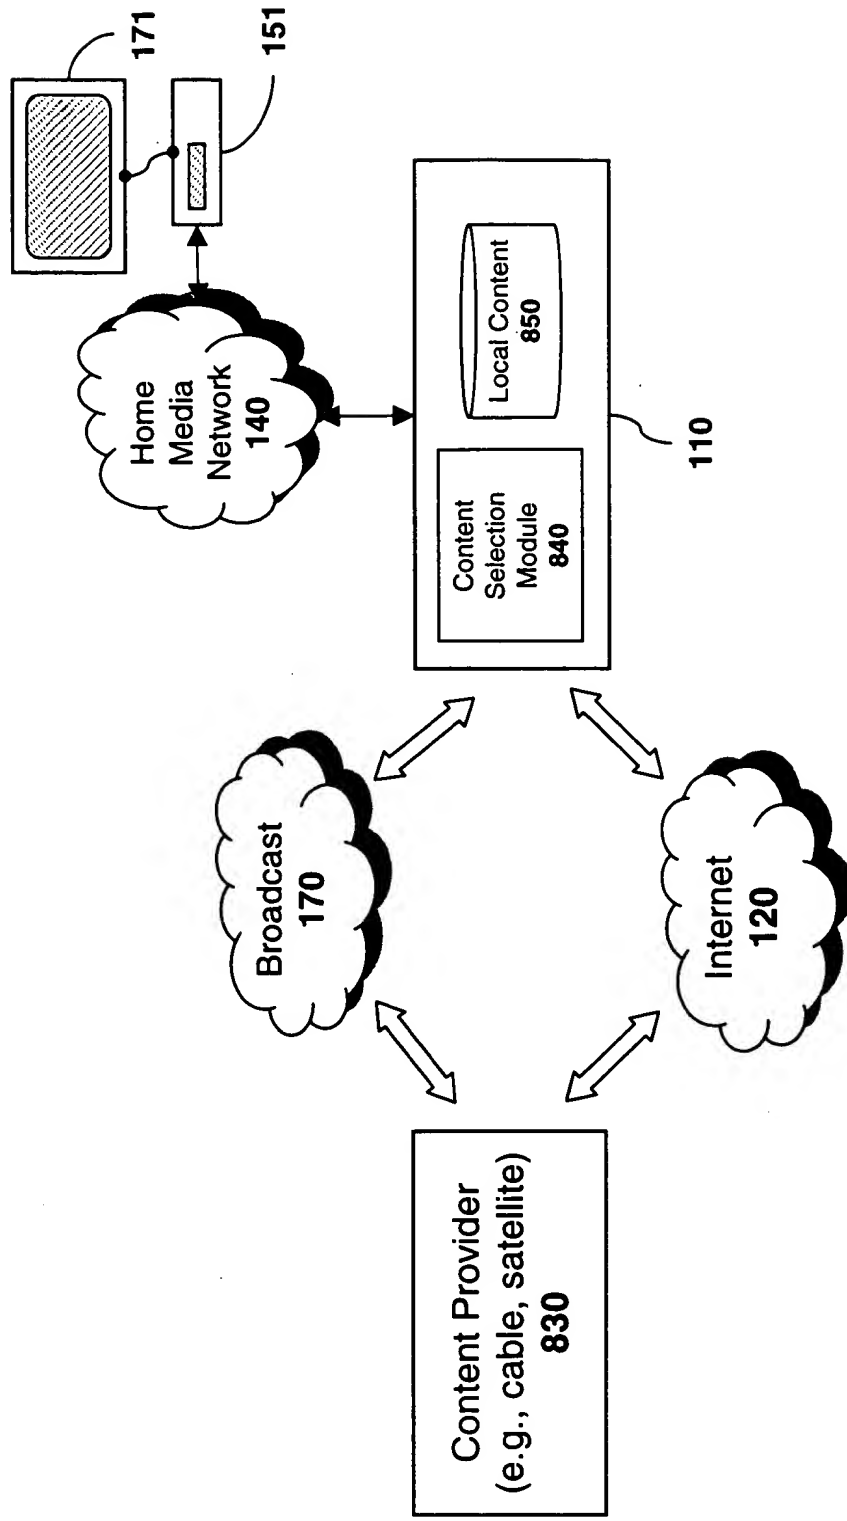 Content Provider
(e.g., cable, satellite)
830
Broadcast
170
Internet
120
Content
Selection
Module
840
Local Content
850
110
Home
Media
Network
140
171
151